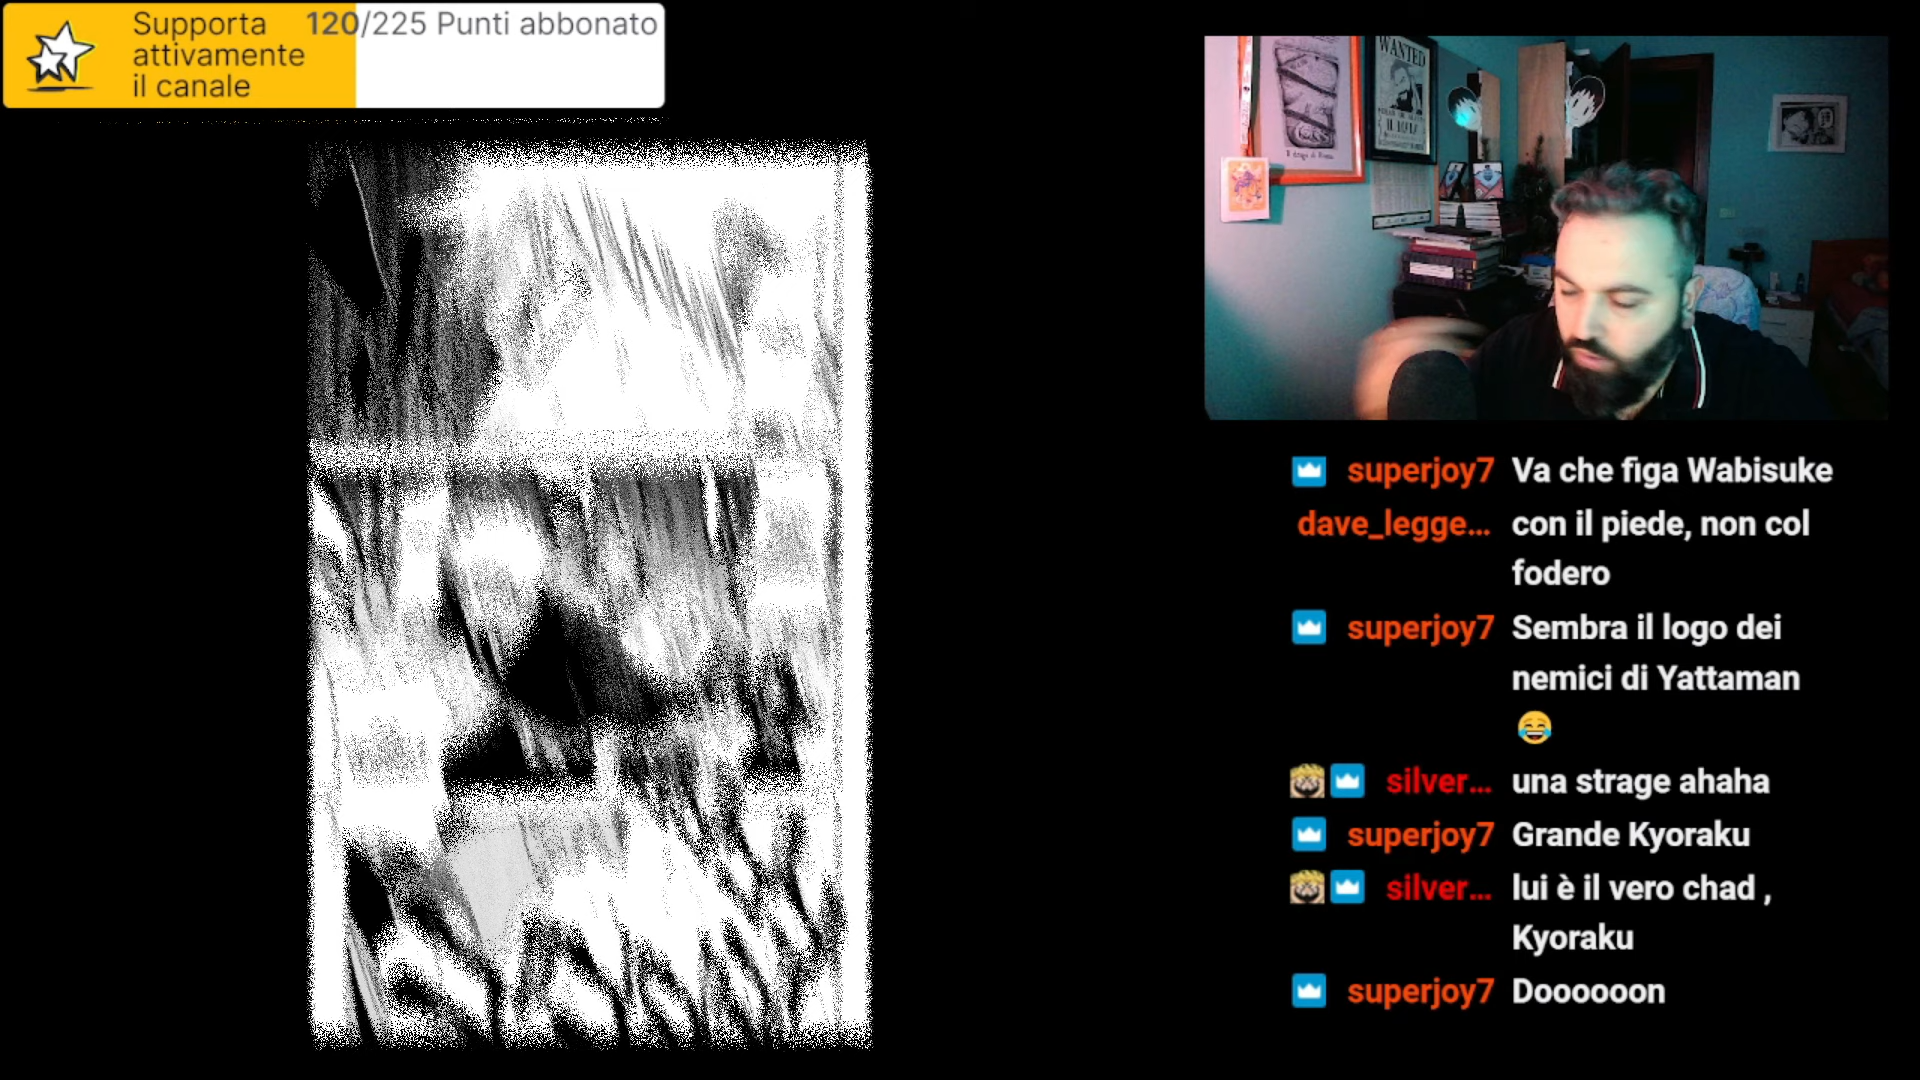 Supporta
attivamente
il canale
120/225 Punti abbonato
WANTED
superjoy7 Va che figa Wabisuke
dave_legge... con il piede, non col
fodero
superjoy7 Sembra il logo dei
nemici di Yattaman
😂
silver... una strage ahaha
superjoy7 Grande Kyoraku
silver... lui è il vero chad ,
Kyoraku
superjoy7 Doooooon